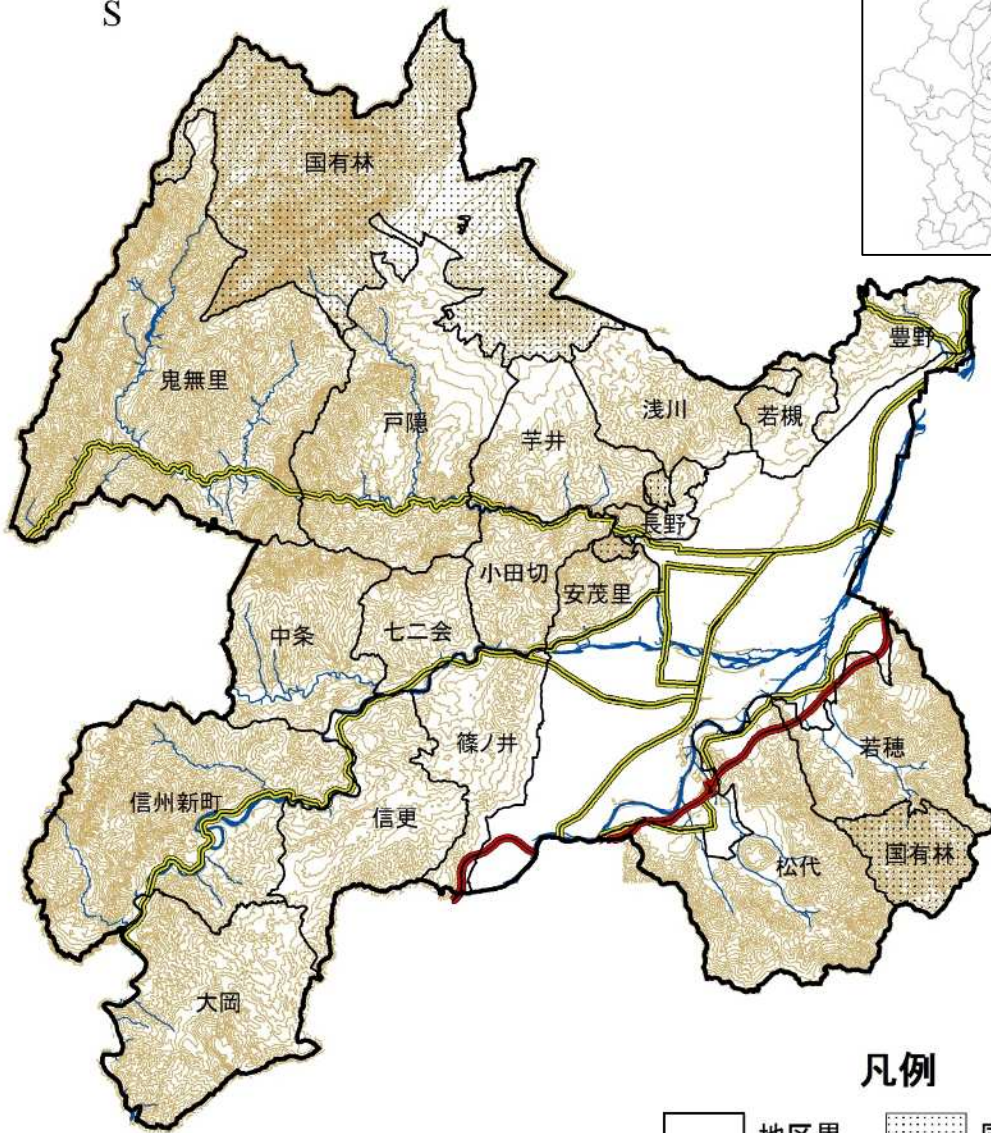 S
国有林
豊野
鬼無里
戸隠
浅川
若槻
芋井
長野
小田切
安茂里
中条
七二会
篠ノ井
若穂
信州新町
信更
松代
国有林
大岡
凡例
地区界